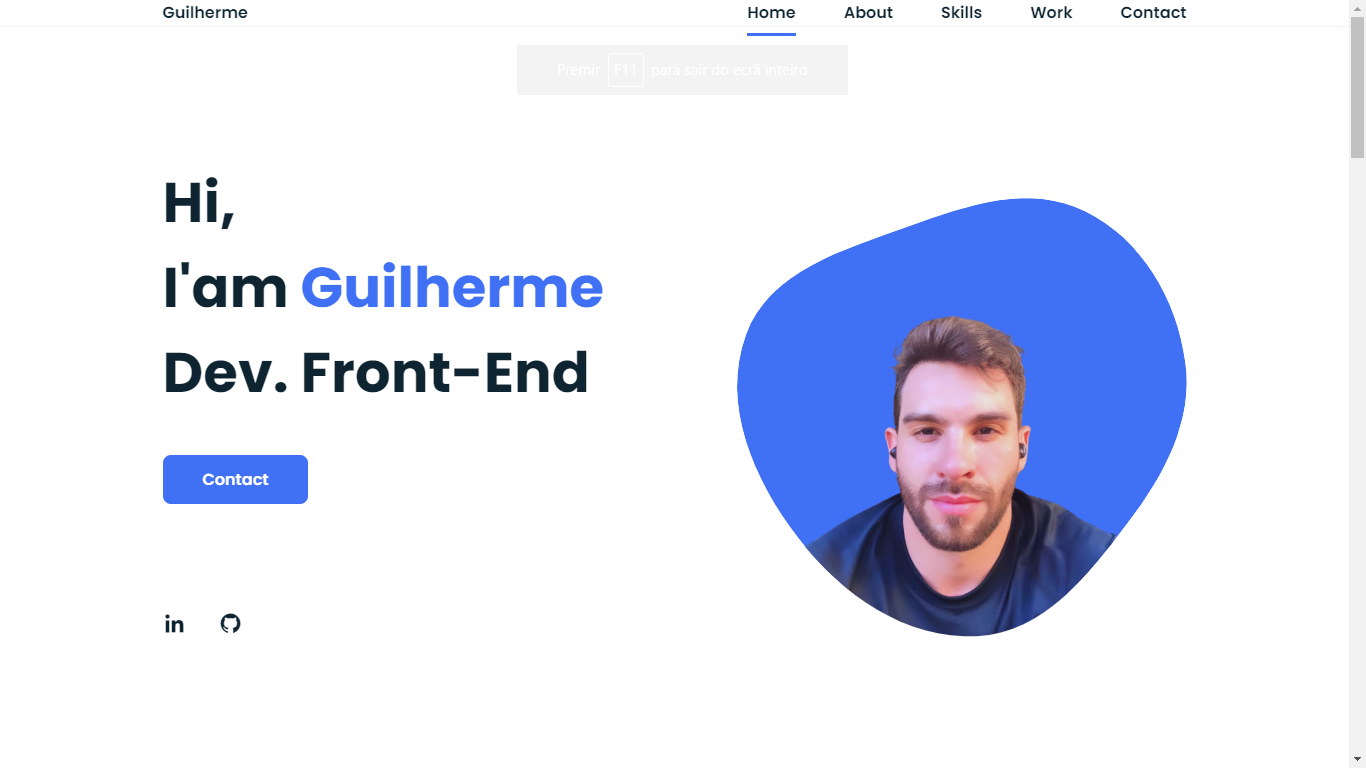 Guilherme
Home About Skills Work Contact
Premir F11 para sair do ecrã inteiro
Hi,
I'am Guilherme
Dev. Front-End
Contact
in